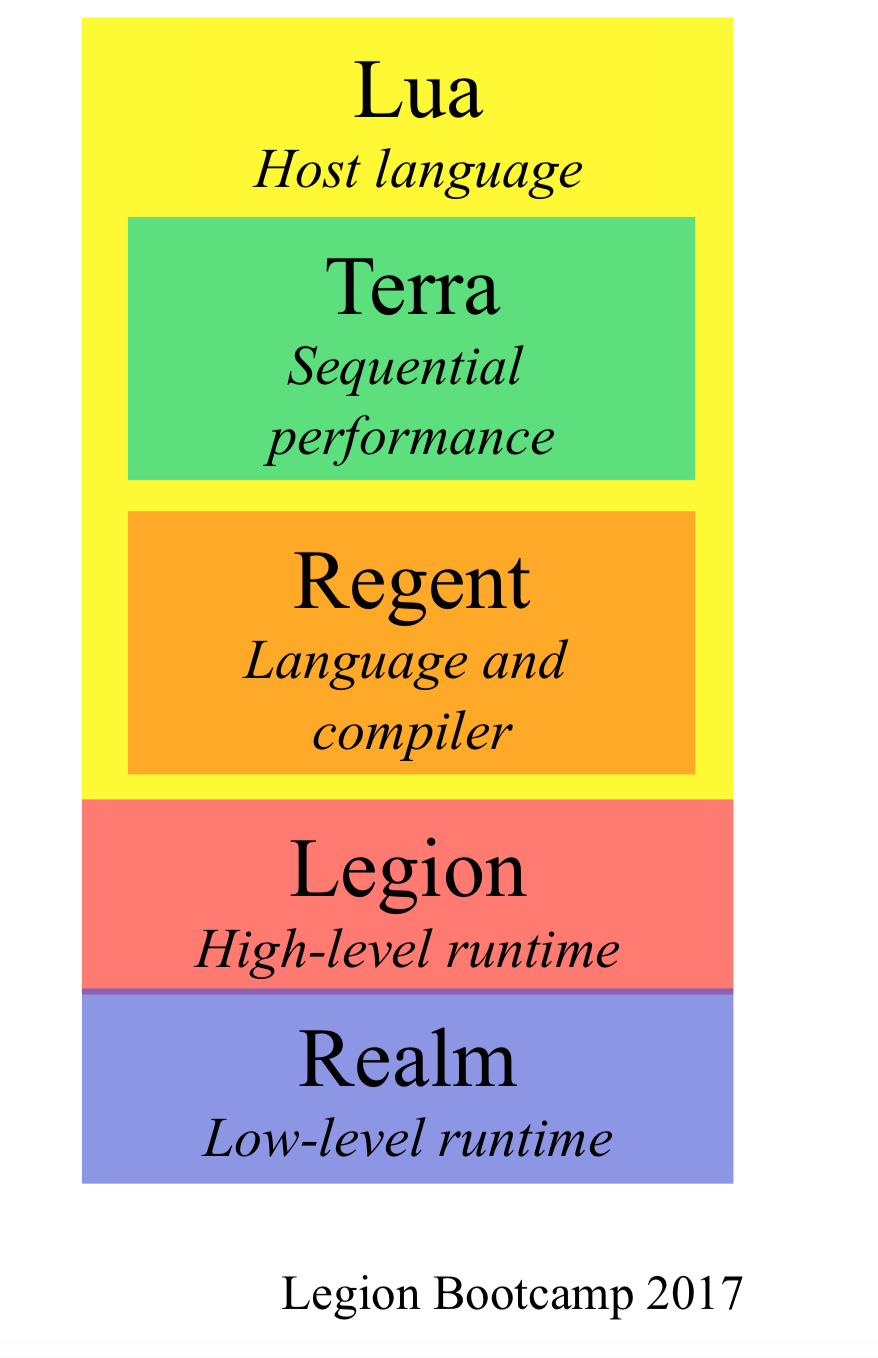 Lua
Host language
Terra
Sequential
performance
Regent
Language and
compiler
Legion
High-level runtime
Realm
Low-level runtime
Legion Bootcamp 2017